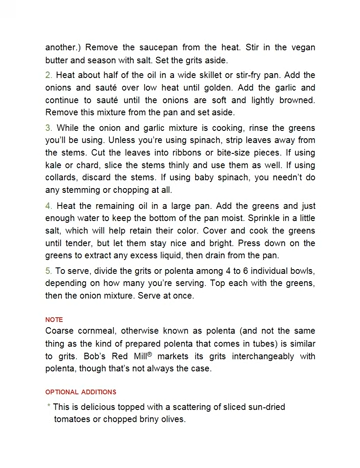 another.) Remove the saucepan from the heat. Stir in the vegan
butter and season with salt. Set the grits aside.
2. Heat about half of the oil in a wide skillet or stir-fry pan. Add the
onions and sauté over low heat until golden. Add the garlic and
continue to sauté until the onions are soft and lightly browned.
Remove this mixture from the pan and set aside.
3. While the onion and garlic mixture is cooking, rinse the greens
you’ll be using. Unless you’re using spinach, strip leaves away from
the stems. Cut the leaves into ribbons or bite-size pieces. If using
kale or chard, slice the stems thinly and use them as well. If using
collards, discard the stems. If using baby spinach, you needn’t do
any stemming or chopping at all.
4. Heat the remaining oil in a large pan. Add the greens and just
enough water to keep the bottom of the pan moist. Sprinkle in a little
salt, which will help retain their color. Cover and cook the greens
until tender, but let them stay nice and bright. Press down on the
greens to extract any excess liquid, then drain from the pan.
5. To serve, divide the grits or polenta among 4 to 6 individual bowls,
depending on how many you’re serving. Top each with the greens,
then the onion mixture. Serve at once.
NOTE
Coarse cornmeal, otherwise known as polenta (and not the same
thing as the kind of prepared polenta that comes in tubes) is similar
to grits. Bob’s Red Mill® markets its grits interchangeably with
polenta, though that’s not always the case.
OPTIONAL ADDITIONS
* This is delicious topped with a scattering of sliced sun-dried
tomatoes or chopped briny olives.